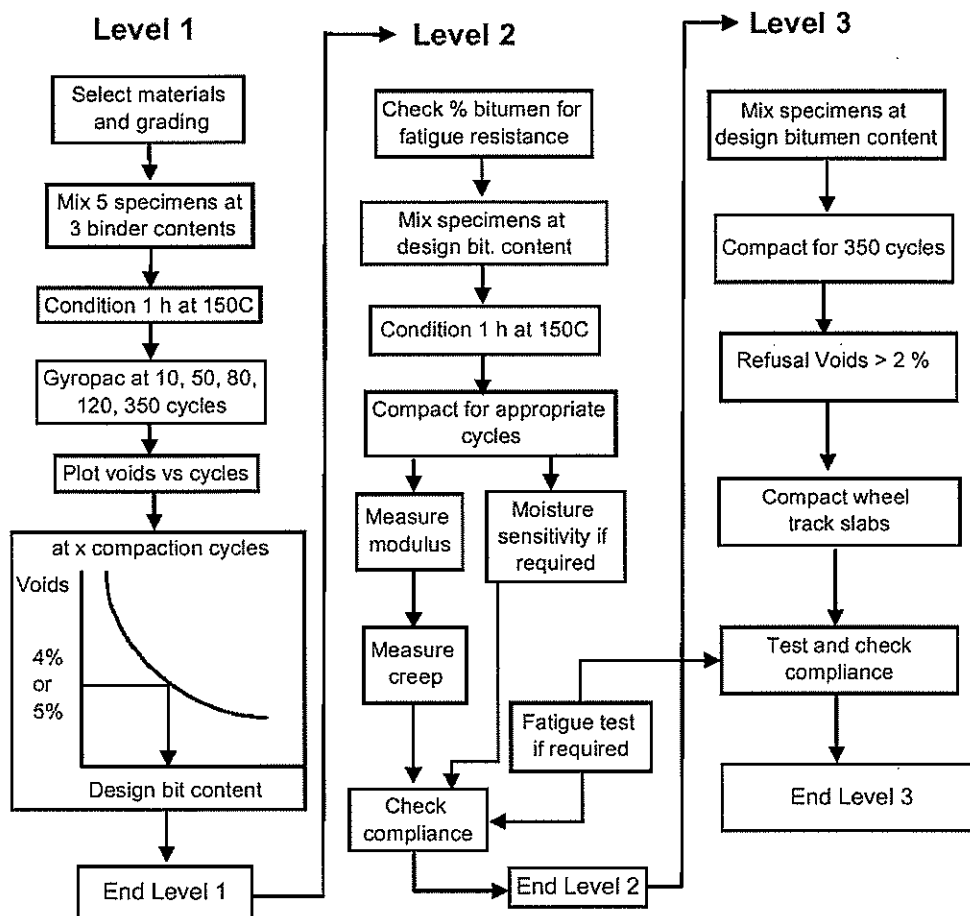 Level 1
Select materials
and grading
Mix 5 specimens at
3 binder contents
Condition 1 h at 150C
Gyropac at 10, 50, 80,
120, 350 cycles
Plot voids vs cycles
at x compaction cycles
Voids
4%
or
5%
Design bit content
End Level 1
Level 2
Check % bitumen for
fatigue resistance
Mix specimens at
design bit. content
Condition 1 h at 150C
Compact for appropriate
cycles
Measure
modulus
Moisture
sensitivity if
required
Measure
creep
Fatigue test
if required
Check
compliance
End Level 2
Level 3
Mix specimens at
design bitumen content
Compact for 350 cycles
Refusal Voids > 2 %
Compact wheel
track slabs
Test and check
compliance
End Level 3